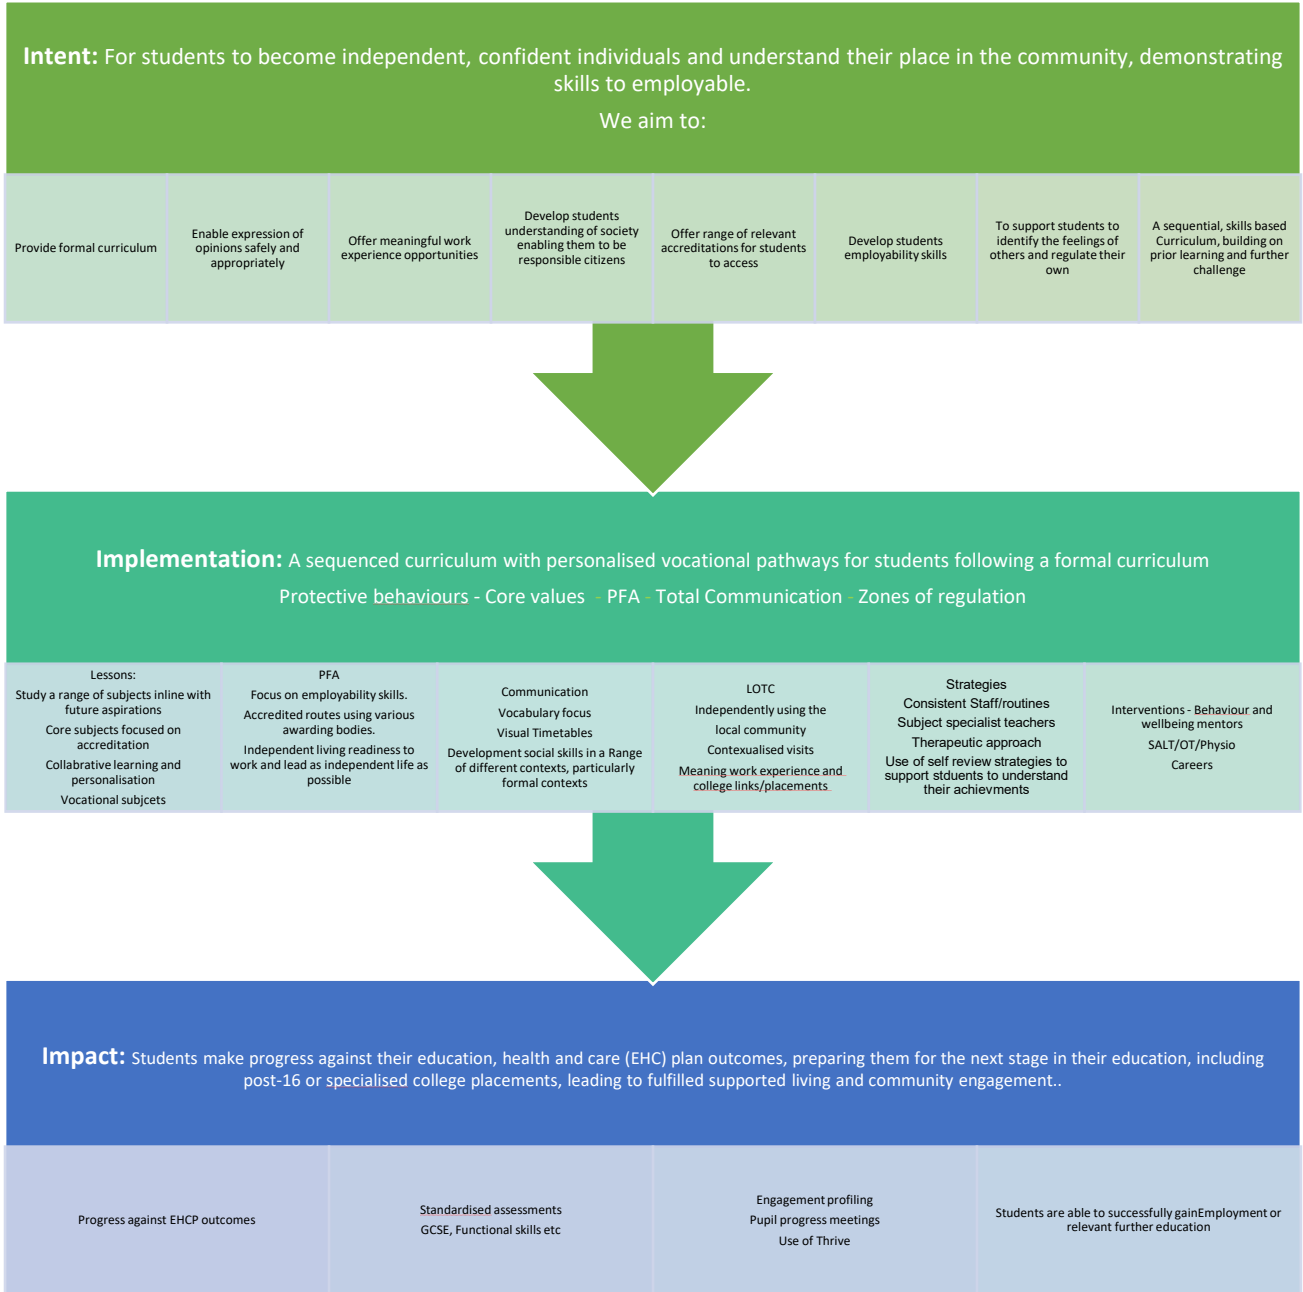 Intent: For students to become independent, confident individuals and understand their place in the community, demonstrating
skills to employable.
We aim to:
Provide formal curriculum
Enable expression of
opinions safely and
appropriately
Offer meaningful work
experience opportunities
Develop students
understanding of society
enabling them to be
responsible citizens
Offer range of relevant
accreditations for students
to access
Develop students
employability skills
To support students to
identify the feelings of
others and regulate their
own
A sequential, skills based
Curriculum, building on
prior learning and further
challenge
Implementation: A sequenced curriculum with personalised vocational pathways for students following a formal curriculum
Protective behaviours - Core values - PFA - Total Communication - Zones of regulation
Lessons:
Study a range of subjects inline with
future aspirations
Core subjects focused on
accreditation
Collabrative learning and
personalisation
Vocational subjcets
PFA
Focus on employability skills.
Accredited routes using various
awarding bodies.
Independent living readiness to
work and lead as independent life as
possible
Communication
Vocabulary focus
Visual Timetables
Development social skills in a Range
of different contexts, particularly
formal contexts
LOTC
Independently using the
local community
Contexualised visits
Meaning work experience and
college links/placements
Strategies
Consistent Staff/routines
Subject specialist teachers
Therapeutic approach
Use of self review strategies to
support stduents to understand
their achievments
Interventions - Behaviour and
wellbeing mentors
SALT/OT/Physio
Careers
Impact: Students make progress against their education, health and care (EHC) plan outcomes, preparing them for the next stage in their education, including
post-16 or specialised college placements, leading to fulfilled supported living and community engagement..
Progress against EHCP outcomes
Standardised assessments
GCSE, Functional skills etc
Engagement profiling
Pupil progress meetings
Use of Thrive
Students are able to successfully gainEmployment or
relevant further education